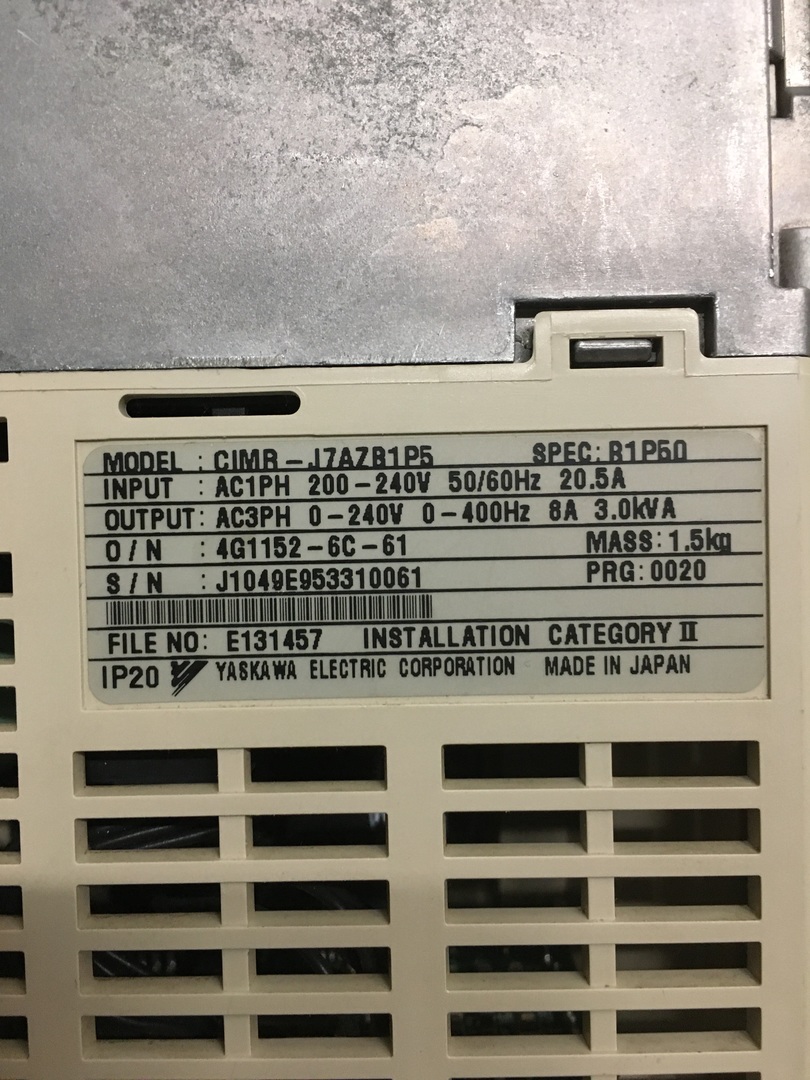 MODEL : CIMR-J7AZB1P5 SPEC: B1P50
INPUT : AC1PH 200-240V 50/60Hz 20.5A
OUTPUT: AC3PH 0-240V 0-400Hz 8A 3.0kVA
O/N : 4G1152-6C-61 MASS: 1.5kg
S/N : J1049E953310061 PRG: 0020
FILE NO: E131457 INSTALLATION CATEGORY II
IP20 YASKAWA ELECTRIC CORPORATION MADE IN JAPAN